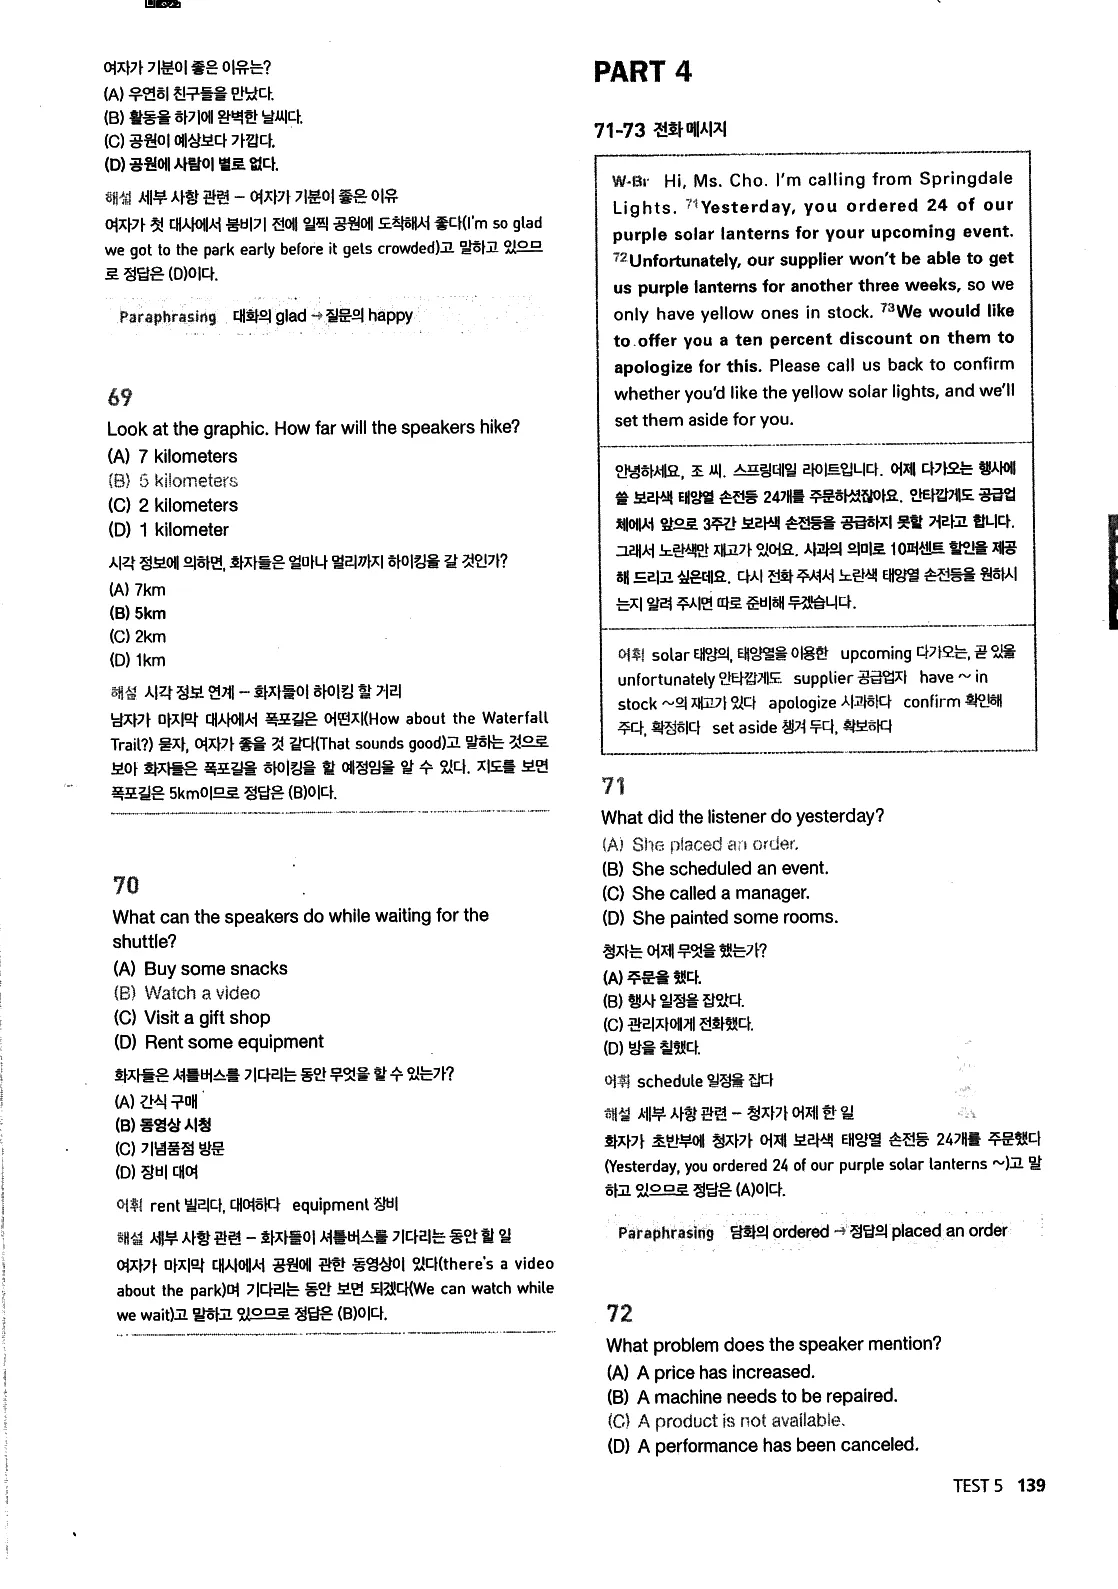 여자가 기분이 좋은 이유는?
(A) 우연히 친구들을 만났다.
(B) 활동을 하기에 완벽한 날씨다.
(C) 공원이 예상보다 가깝다.
(D) 공원에 사람이 별로 없다.
해설 세부 사항 관련 – 여자가 기분이 좋은 이유
여자가 첫 대사에서 붐비기 전에 일찍 공원에 도착해서 좋다(I'm so glad
we got to the park early before it gets crowded)고 말하고 있으므
로 정답은 (D)이다.
Paraphrasing 대화의 glad → 질문의 happy
69
Look at the graphic. How far will the speakers hike?
(A) 7 kilometers
(B) 5 kilometers
(C) 2 kilometers
(D) 1 kilometer
시각 정보에 의하면, 화자들은 얼마나 멀리까지 하이킹을 갈 것인가?
(A) 7km
(B) 5km
(C) 2km
(D) 1km
해설 시각 정보 연계 – 화자들이 하이킹 할 거리
남자가 마지막 대사에서 폭포길은 어떤지(How about the Waterfall
Trail?) 묻자, 여자가 좋을 것 같다(That sounds good)고 말하는 것으로
보아 화자들은 폭포길을 하이킹을 할 예정임을 알 수 있다. 지도를 보면
폭포길은 5km이므로 정답은 (B)이다.
70
What can the speakers do while waiting for the
shuttle?
(A) Buy some snacks
(B) Watch a video
(C) Visit a gift shop
(D) Rent some equipment
화자들은 셔틀버스를 기다리는 동안 무엇을 할 수 있는가?
(A) 간식 구매
(B) 동영상 시청
(C) 기념품점 방문
(D) 장비 대여
어휘 rent 빌리다, 대여하다 equipment 장비
해설 세부 사항 관련 – 화자들이 셔틀버스를 기다리는 동안 할 일
여자가 마지막 대사에서 공원에 관한 동영상이 있다(there's a video
about the park)며 기다리는 동안 보면 되겠다(We can watch while
we wait)고 말하고 있으므로 정답은 (B)이다.
PART 4
71-73 전화 메시지
W-Br Hi, Ms. Cho. I'm calling from Springdale
Lights. 71Yesterday, you ordered 24 of our
purple solar lanterns for your upcoming event.
72Unfortunately, our supplier won't be able to get
us purple lanterns for another three weeks, so we
only have yellow ones in stock. 73We would like
to offer you a ten percent discount on them to
apologize for this. Please call us back to confirm
whether you'd like the yellow solar lights, and we'll
set them aside for you.
안녕하세요, 조 씨. 스프링데일 라이트입니다. 어제 다가오는 행사에
쓸 보라색 태양열 손전등 24개를 주문하셨잖아요. 안타깝게도 공급업
체에서 앞으로 3주간 보라색 손전등을 공급하지 못할 거라고 합니다.
그래서 노란색만 재고가 있어요. 사과의 의미로 10퍼센트 할인을 제공
해 드리고 싶은데요. 다시 전화 주셔서 노란색 태양열 손전등을 원하시
는지 알려 주시면 따로 준비해 두겠습니다.
어휘 solar 태양의, 태양열을 이용한 upcoming 다가오는, 곧 있을
unfortunately 안타깝게도 supplier 공급업자 have ~ in
stock ~의 재고가 있다 apologize 사과하다 confirm 확인해
주다, 확정하다 set aside 챙겨 두다, 확보하다
71
What did the listener do yesterday?
(A) She placed an order.
(B) She scheduled an event.
(C) She called a manager.
(D) She painted some rooms.
청자는 어제 무엇을 했는가?
(A) 주문을 했다.
(B) 행사 일정을 잡았다.
(C) 관리자에게 전화했다.
(D) 방을 칠했다.
어휘 schedule 일정을 잡다
해설 세부 사항 관련 – 청자가 어제 한 일
화자가 초반부에 청자가 어제 보라색 태양열 손전등 24개를 주문했다
(Yesterday, you ordered 24 of our purple solar lanterns ~)고 말
하고 있으므로 정답은 (A)이다.
Paraphrasing 담화의 ordered → 정답의 placed an order
72
What problem does the speaker mention?
(A) A price has increased.
(B) A machine needs to be repaired.
(C) A product is not available.
(D) A performance has been canceled.
TEST 5 139